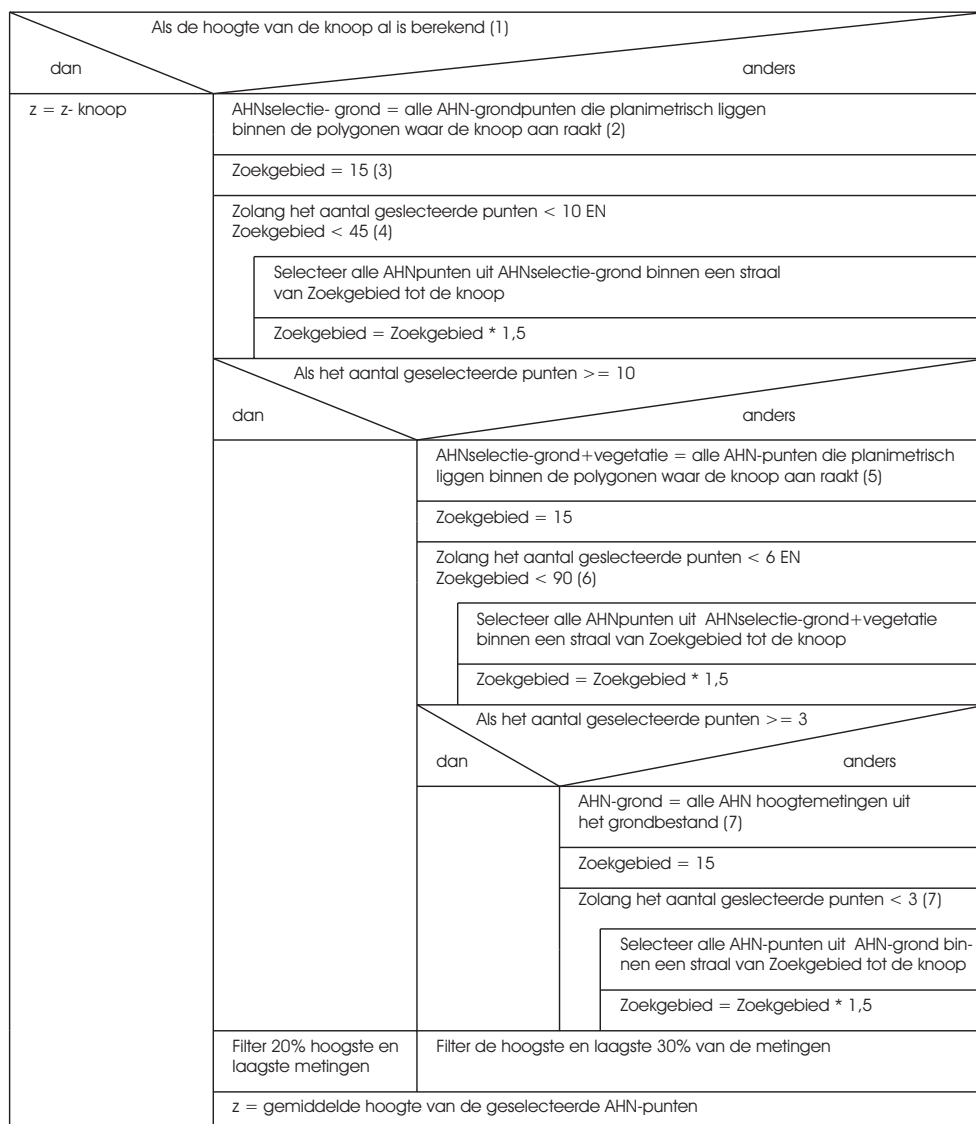 Als de hoogte van de knoop al is berekend (1)
dan
anders
z = z- knoop
AHNselectie- grond = alle AHN-grondpunten die planimetrisch liggen
binnen de polygonen waar de knoop aan raakt (2)
Zoekgebied = 15 (3)
Zolang het aantal geslecteerde punten < 10 EN
Zoekgebied < 45 (4)
Selecteer alle AHNpunten uit AHNselectie-grond binnen een straal
van Zoekgebied tot de knoop
Zoekgebied = Zoekgebied * 1,5
Als het aantal geselecteerde punten >= 10
dan
anders
AHNselectie-grond+vegetatie = alle AHN-punten die planimetrisch
liggen binnen de polygonen waar de knoop aan raakt (5)
Zoekgebied = 15
Zolang het aantal geslecteerde punten < 6 EN
Zoekgebied < 90 (6)
Selecteer alle AHNpunten uit AHNselectie-grond+vegetatie
binnen een straal van Zoekgebied tot de knoop
Zoekgebied = Zoekgebied * 1,5
Als het aantal geselecteerde punten >= 3
dan
anders
AHN-grond = alle AHN hoogtemetingen uit
het grondbestand (7)
Zoekgebied = 15
Zolang het aantal geslecteerde punten < 3 (7)
Selecteer alle AHN-punten uit AHN-grond bin-
nen een straal van Zoekgebied tot de knoop
Zoekgebied = Zoekgebied * 1,5
Filter 20% hoogste en
laagste metingen
Filter de hoogste en laagste 30% van de metingen
z = gemiddelde hoogte van de geselecteerde AHN-punten